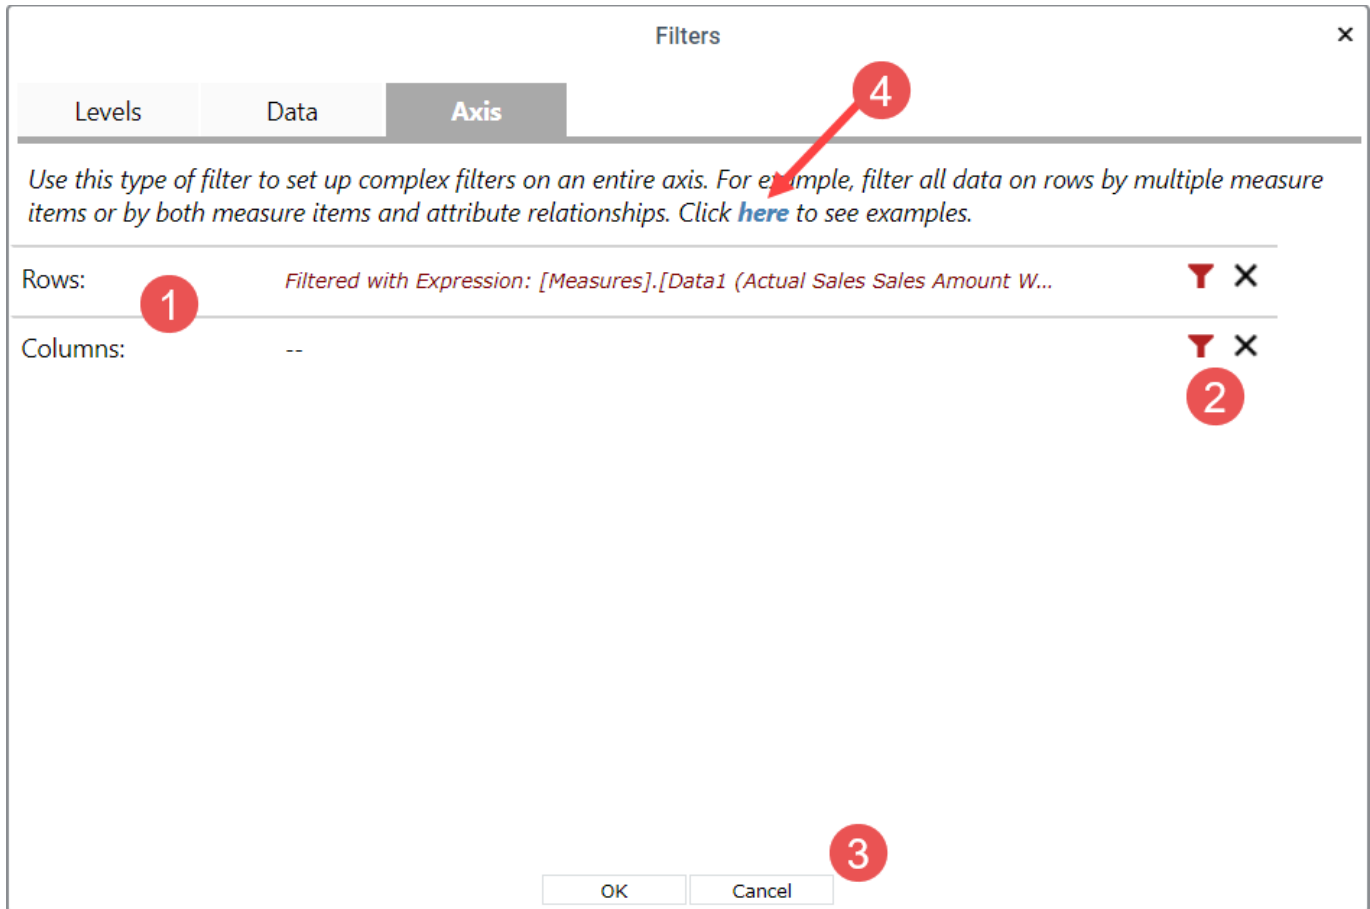 Filters
Levels Data Axis
4
Use this type of filter to set up complex filters on an entire axis. For example, filter all data on rows by multiple measure
items or by both measure items and attribute relationships. Click here to see examples.
Rows: Filtered with Expression: [Measures].[Data1 (Actual Sales Sales Amount W...
1
Columns: --
2
3
OK Cancel